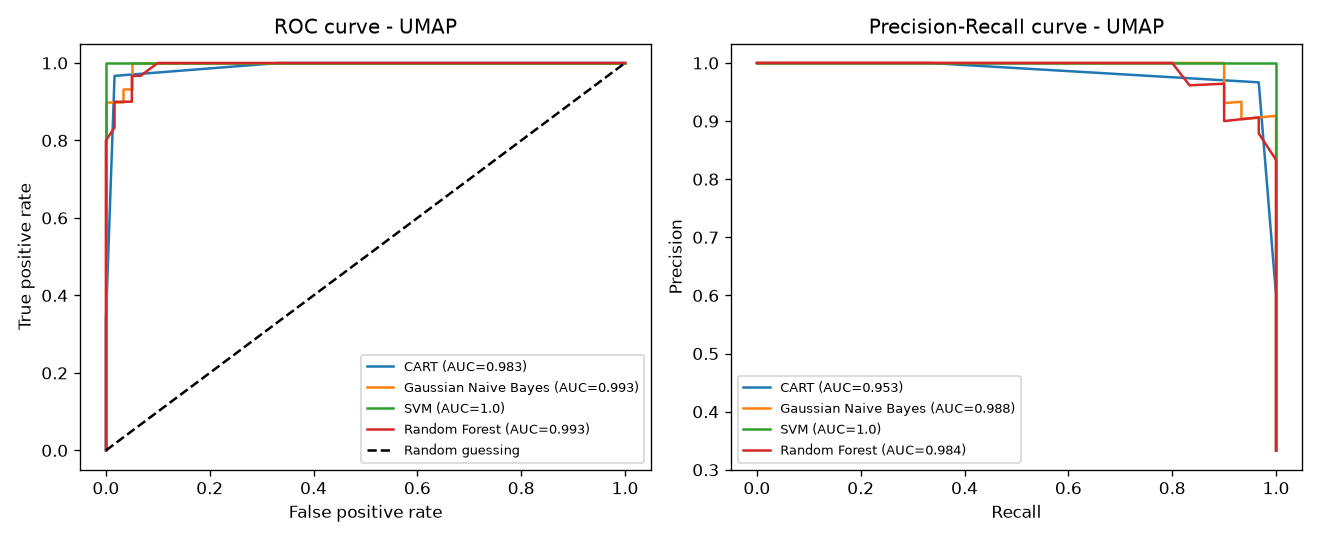 ROC curve - UMAP
True positive rate
1.0
0.8
0.6
0.4
0.2
0.0
0.0 0.2 0.4 0.6 0.8 1.0
False positive rate
CART (AUC=0.983)
Gaussian Naive Bayes (AUC=0.993)
SVM (AUC=1.0)
Random Forest (AUC=0.993)
Random guessing
Precision-Recall curve - UMAP
Precision
1.0
0.9
0.8
0.7
0.6
0.5
0.4
0.3
0.0 0.2 0.4 0.6 0.8 1.0
Recall
CART (AUC=0.953)
Gaussian Naive Bayes (AUC=0.988)
SVM (AUC=1.0)
Random Forest (AUC=0.984)